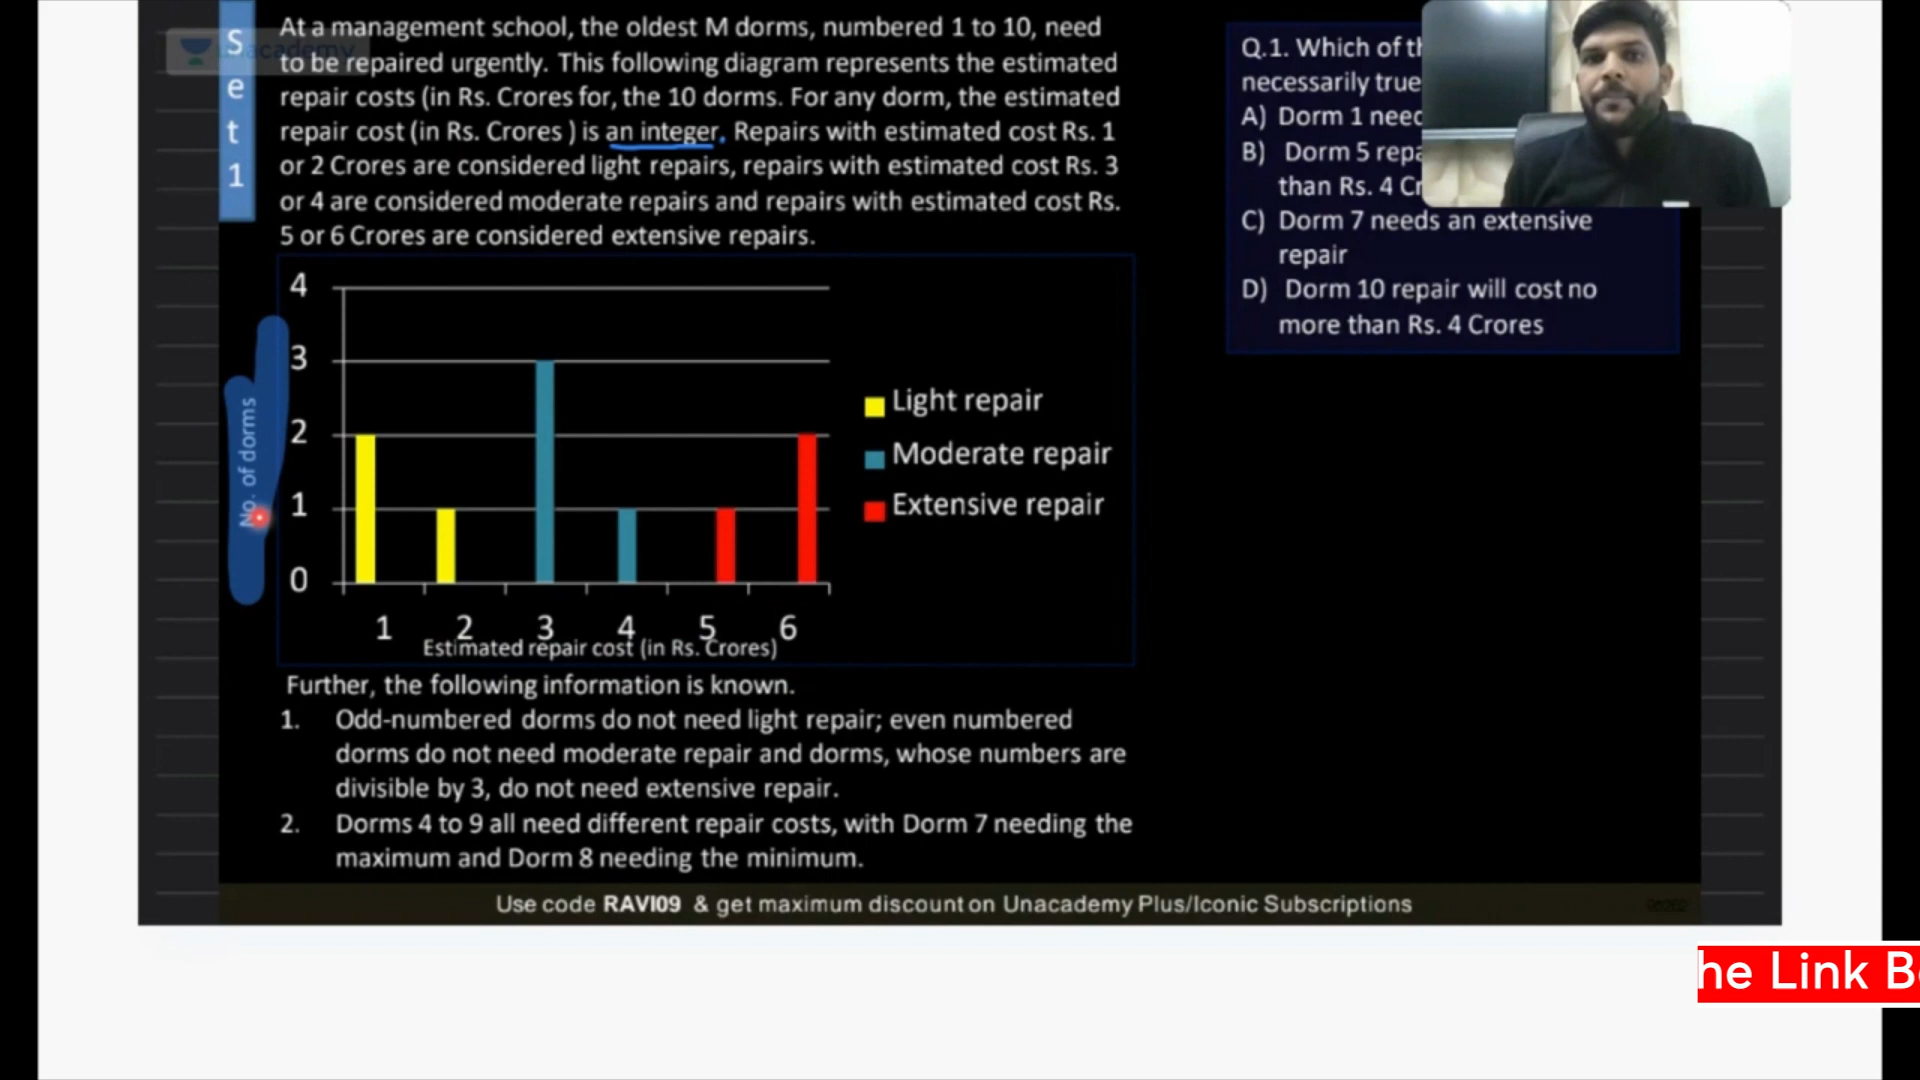 S
e
t
1
unacademy
At a management school, the oldest M dorms, numbered 1 to 10, need
to be repaired urgently. This following diagram represents the estimated
repair costs (in Rs. Crores for, the 10 dorms. For any dorm, the estimated
repair cost (in Rs. Crores ) is an integer. Repairs with estimated cost Rs. 1
or 2 Crores are considered light repairs, repairs with estimated cost Rs. 3
or 4 are considered moderate repairs and repairs with estimated cost Rs.
5 or 6 Crores are considered extensive repairs.
4
3
2
1
0
No. of dorms
1 2 3 4 5 6
Estimated repair cost (in Rs. Crores)
Light repair
Moderate repair
Extensive repair
Further, the following information is known.
1. Odd-numbered dorms do not need light repair; even numbered
dorms do not need moderate repair and dorms, whose numbers are
divisible by 3, do not need extensive repair.
2. Dorms 4 to 9 all need different repair costs, with Dorm 7 needing the
maximum and Dorm 8 needing the minimum.
Q.1. Which of
necessarily true
A) Dorm 1
B) Dorm 5
than Rs. 4
C) Dorm 7 needs an extensive
repair
D) Dorm 10 repair will cost no
more than Rs. 4 Crores
Use code RAVI09 & get maximum discount on Unacademy Plus/Iconic Subscriptions
he Link B